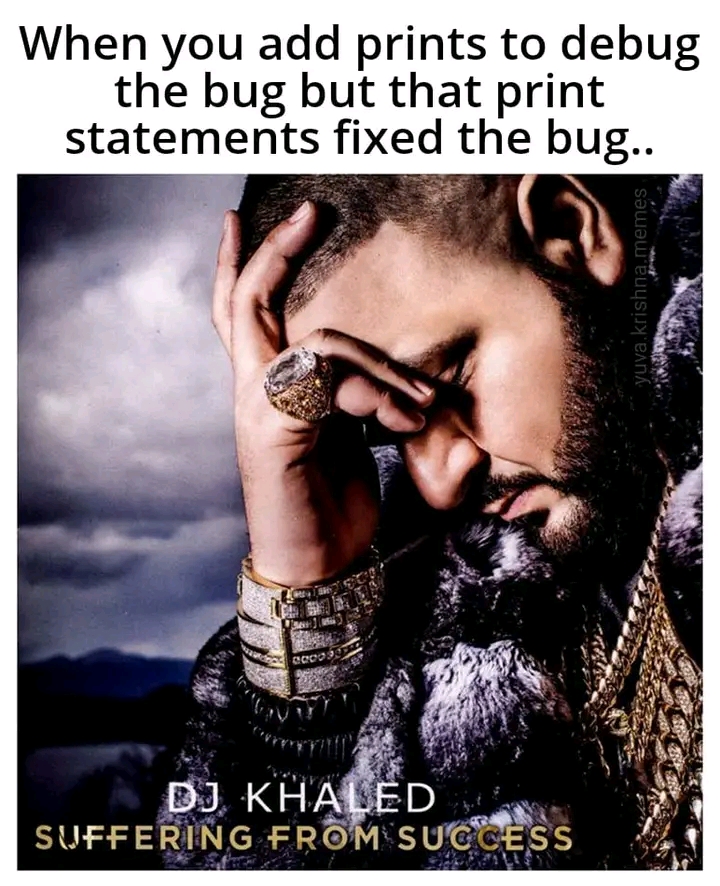 When you add prints to debug
the bug but that print
statements fixed the bug..
yuva.krishna.memes
DJ KHALED
SUFFERING FROM SUCCESS